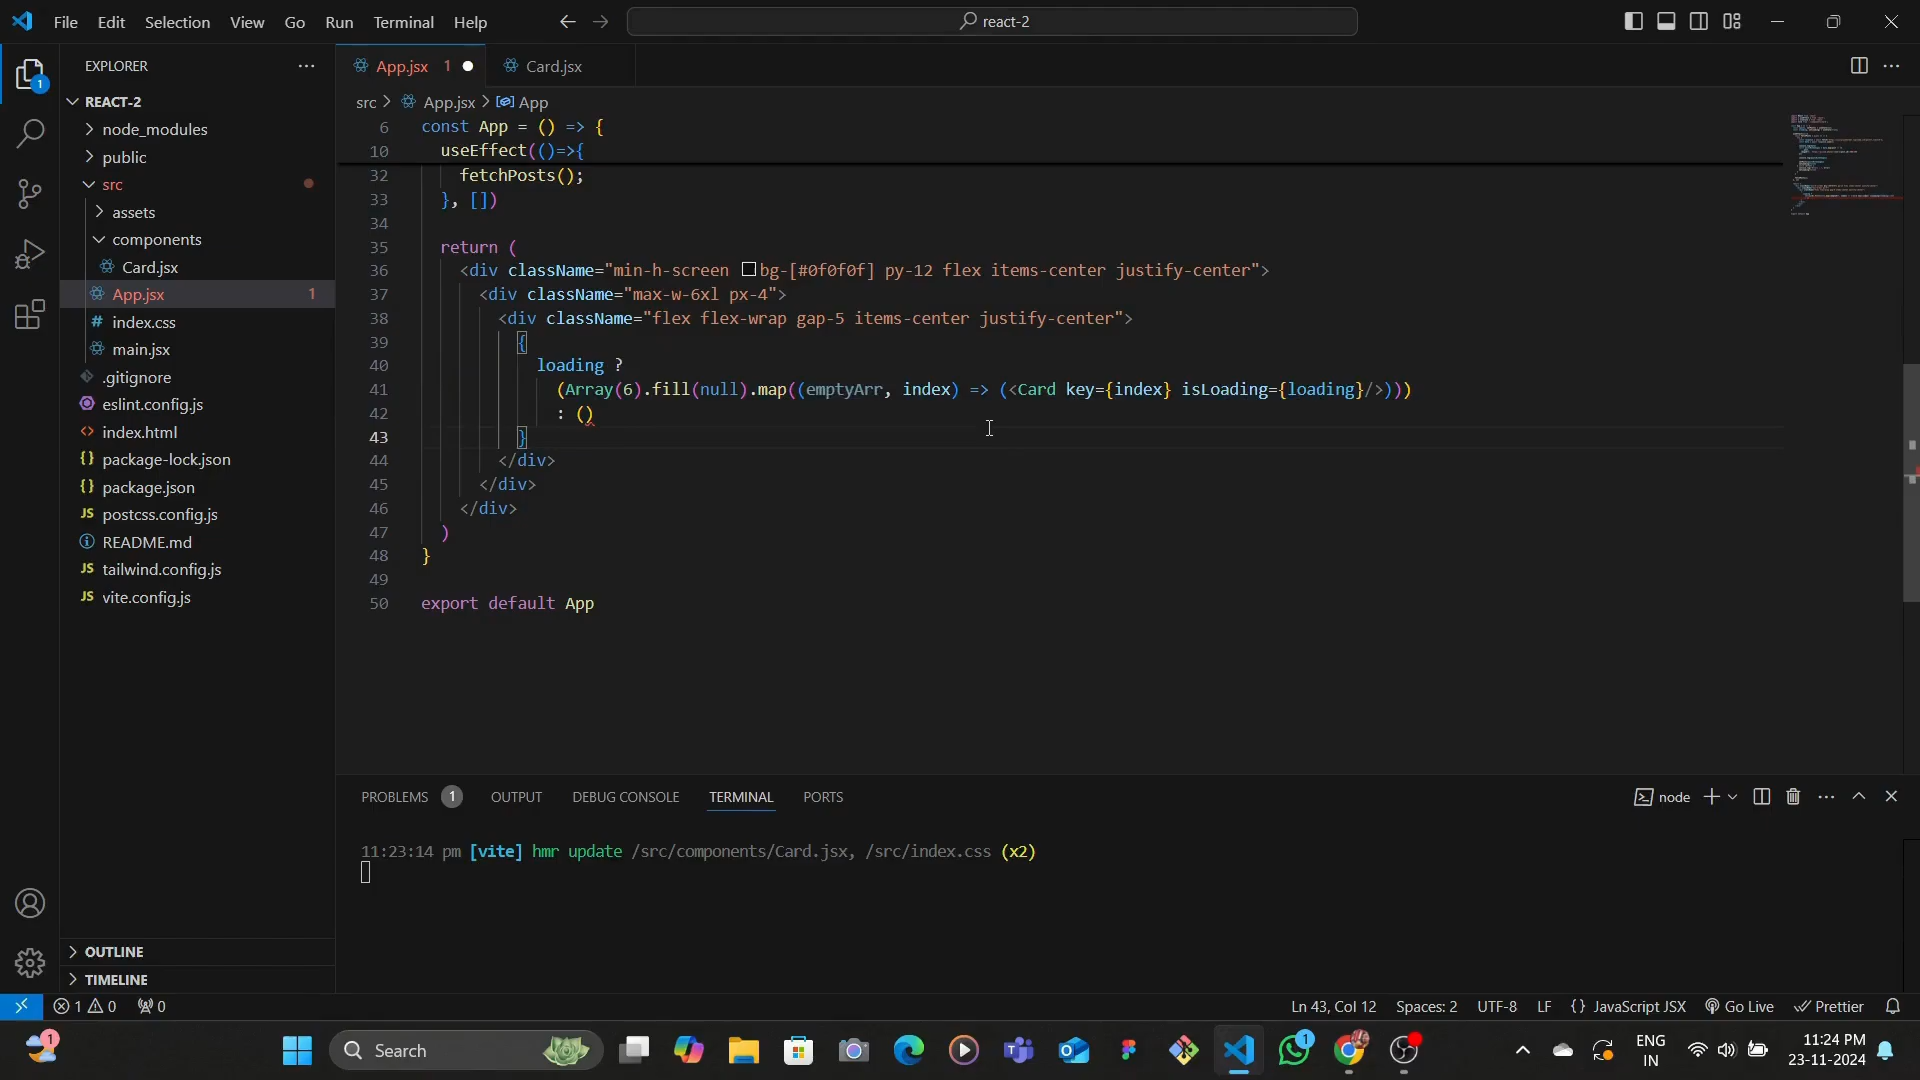 File Edit Selection View Go Run Terminal Help
react-2
EXPLORER
REACT-2
node_modules
public
src
assets
components
Card.jsx
App.jsx 1
index.css
main.jsx
.gitignore
eslint.config.js
index.html
package-lock.json
package.json
postcss.config.js
README.md
tailwind.config.js
vite.config.js
OUTLINE
TIMELINE
App.jsx 1
Card.jsx
src > App.jsx > App
6 const App = () => {
10 useEffect(()=>{
32 fetchPosts();
33 }, [])
34
35 return (
36 <div className="min-h-screen bg-[#0f0f0f] py-12 flex items-center justify-center">
37 <div className="max-w-6xl px-4">
38 <div className="flex flex-wrap gap-5 items-center justify-center">
39 {
40 loading ?
41 (Array(6).fill(null).map((emptyArr, index) => (<Card key={index} isLoading={loading}/>)))
42 : ()
43 }
44 </div>
45 </div>
46 </div>
47 )
48 }
49
50 export default App
PROBLEMS 1 OUTPUT DEBUG CONSOLE TERMINAL PORTS
node
11:23:14 pm [vite] hmr update /src/components/Card.jsx, /src/index.css (x2)
1 0 0
Ln 43, Col 12 Spaces: 2 UTF-8 LF {} JavaScript JSX Go Live Prettier
Search
ENG
IN
11:24 PM
23-11-2024